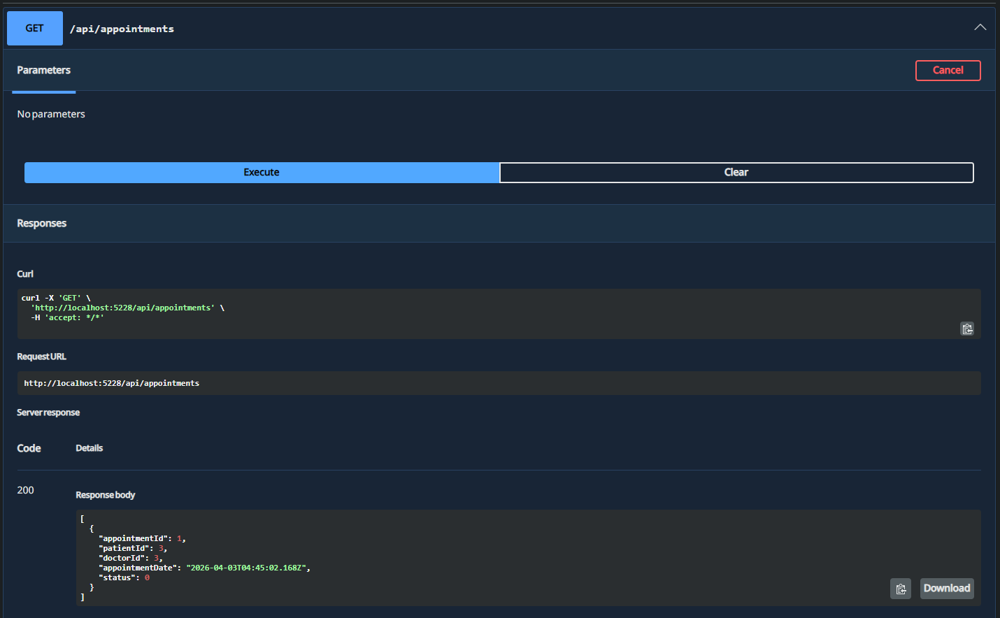 GET /api/appointments
Parameters
Cancel
No parameters
Execute
Clear
Responses
Curl
curl -X 'GET' \
  'http://localhost:5228/api/appointments' \
  -H 'accept: */*'
Request URL
http://localhost:5228/api/appointments
Server response
Code
Details
200
Response body
[
  {
    "appointmentId": 1,
    "patientId": 3,
    "doctorId": 3,
    "appointmentDate": "2026-04-03T04:45:02.168Z",
    "status": 0
  }
]
Download